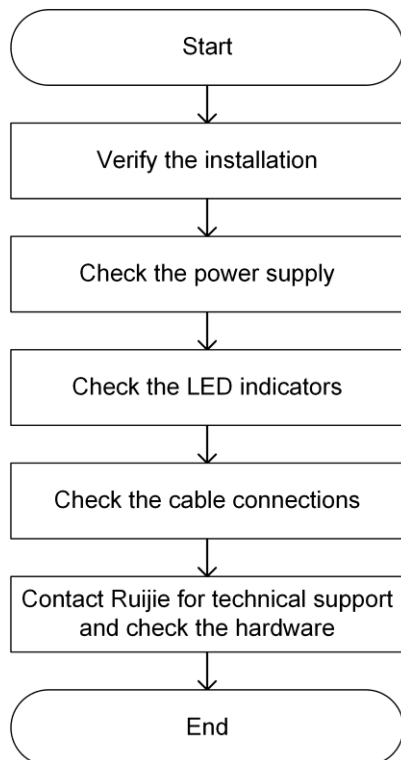 Start
Verify the installation
Check the power supply
Check the LED indicators
Check the cable connections
Contact Ruijie for technical support
and check the hardware
End